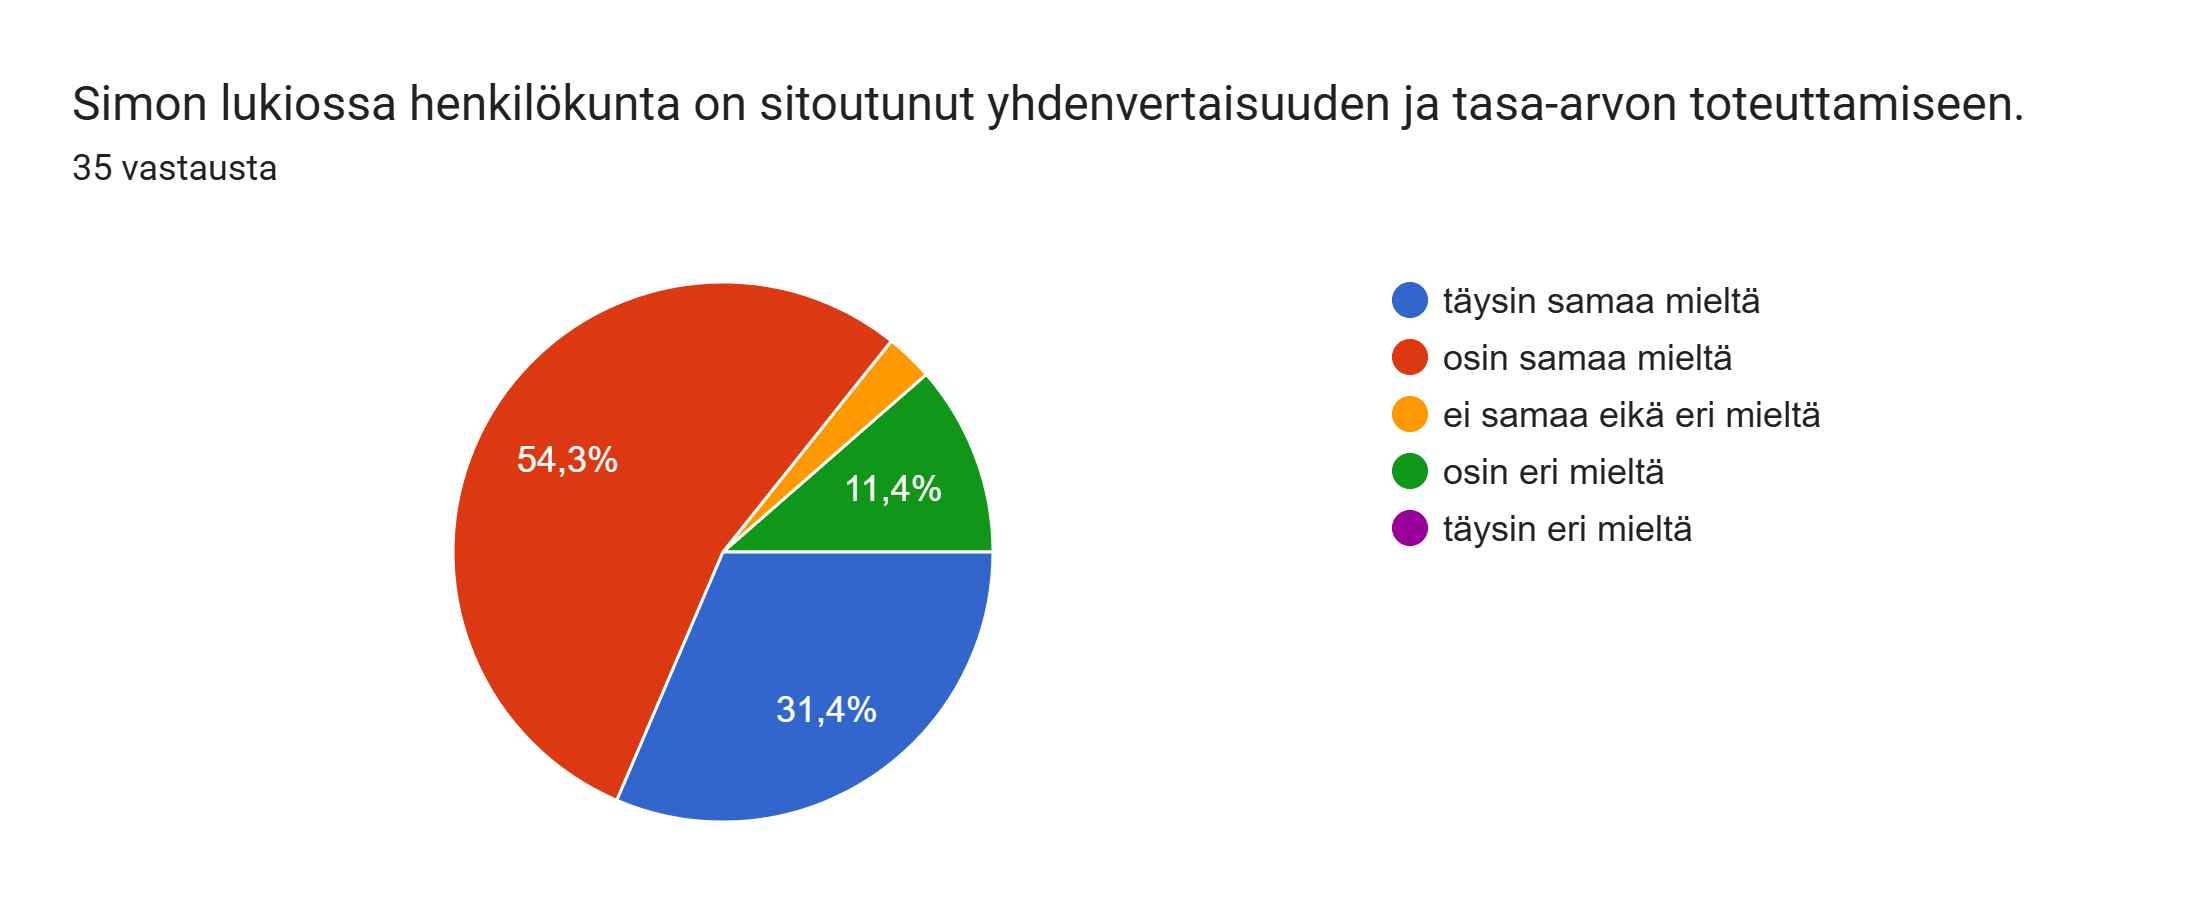 Simon lukiossa henkilökunta on sitoutunut yhdenvertaisuuden ja tasa-arvon toteuttamiseen.
35 vastausta
täysin samaa mieltä
osin samaa mieltä
ei samaa eikä eri mieltä
osin eri mieltä
täysin eri mieltä
54,3%
11,4%
31,4%